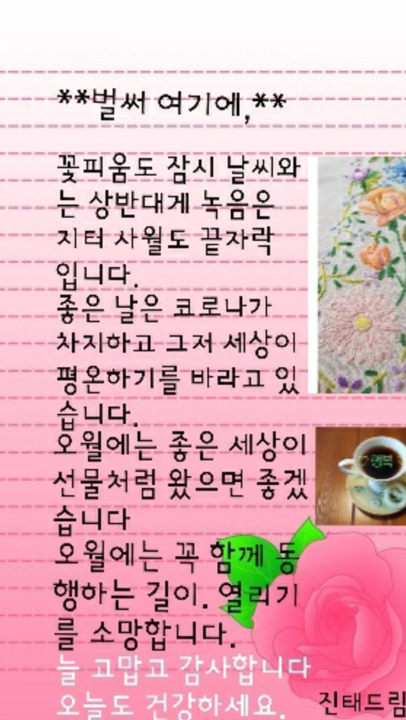 **벌써 여기에,**
꽃피움도 잠시 날씨와
는 상반대게 녹음은
지터 사월도 끝자락
입니다.
좋은 날은 코로나가
차지하고 그저 세상이
평온하기를 바라고 있
습니다.
오월에는 좋은 세상이
선물처럼 왔으면 좋겠
습니다
오월에는 꼭 함께 동
행하는 길이. 열리기
를 소망합니다.
늘 고맙고 감사합니다
오늘도 건강하세요.
진태드림
행복